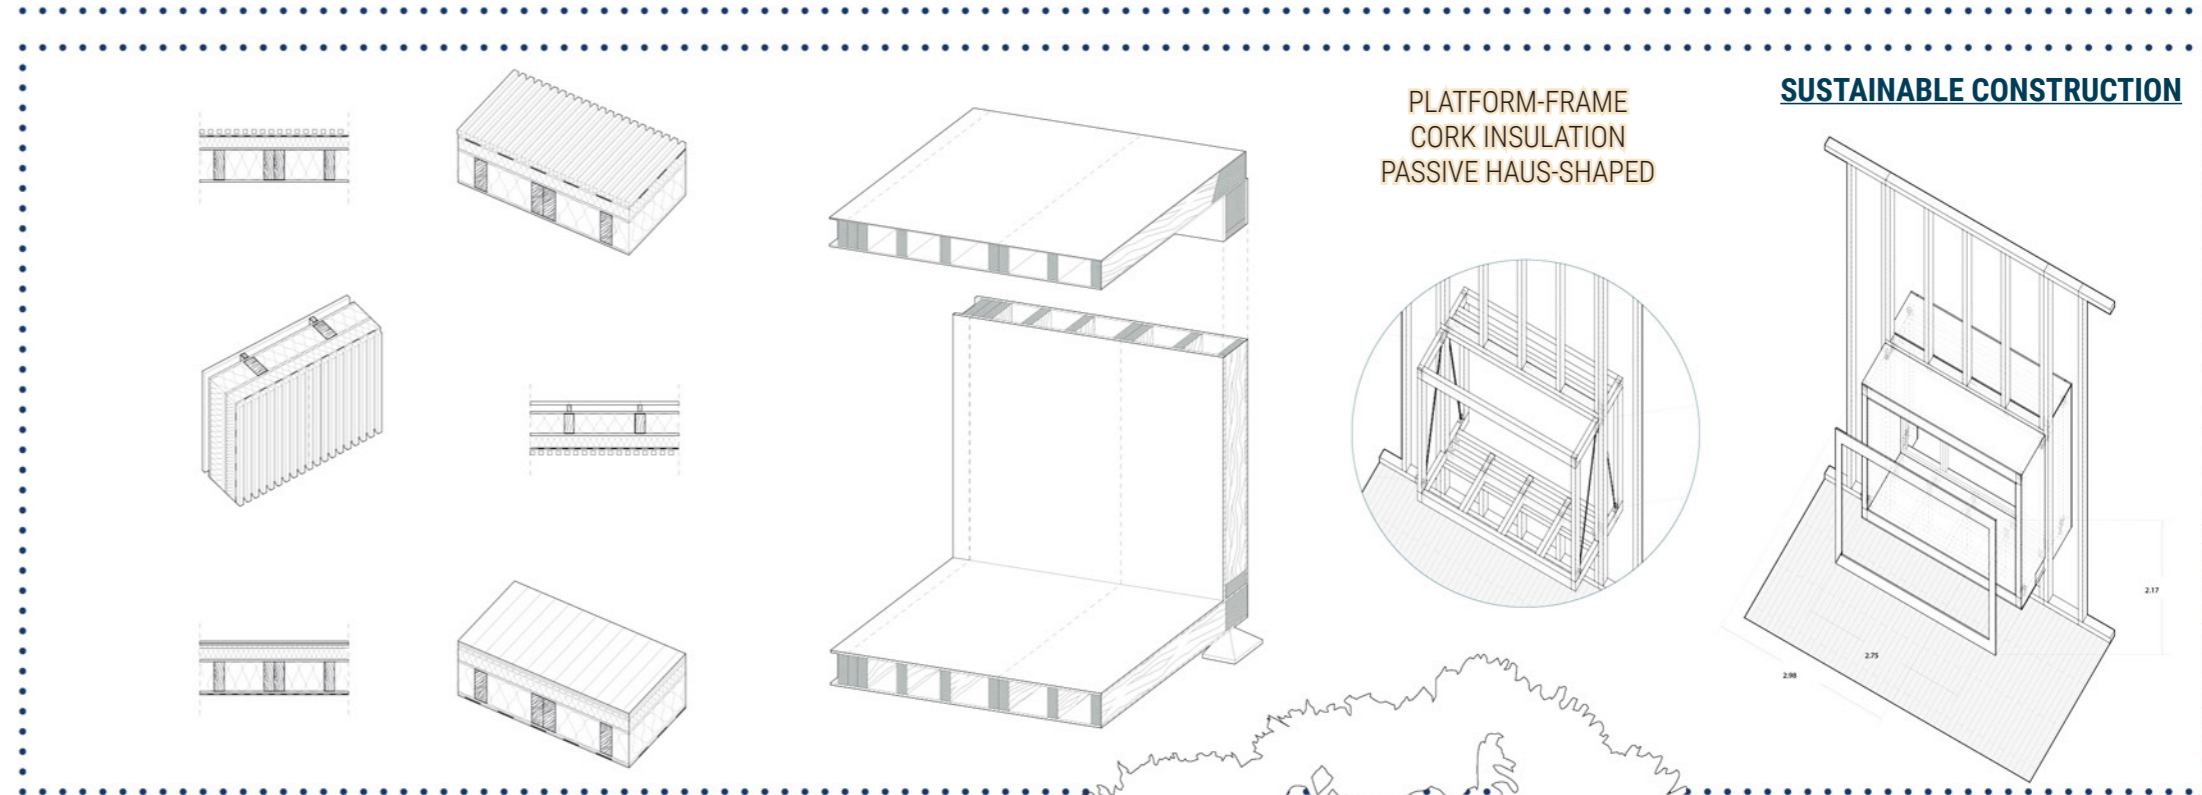 SUSTAINABLE CONSTRUCTION
PLATFORM-FRAME
CORK INSULATION
PASSIVE HAUS-SHAPED
2.17
2.75
2.98